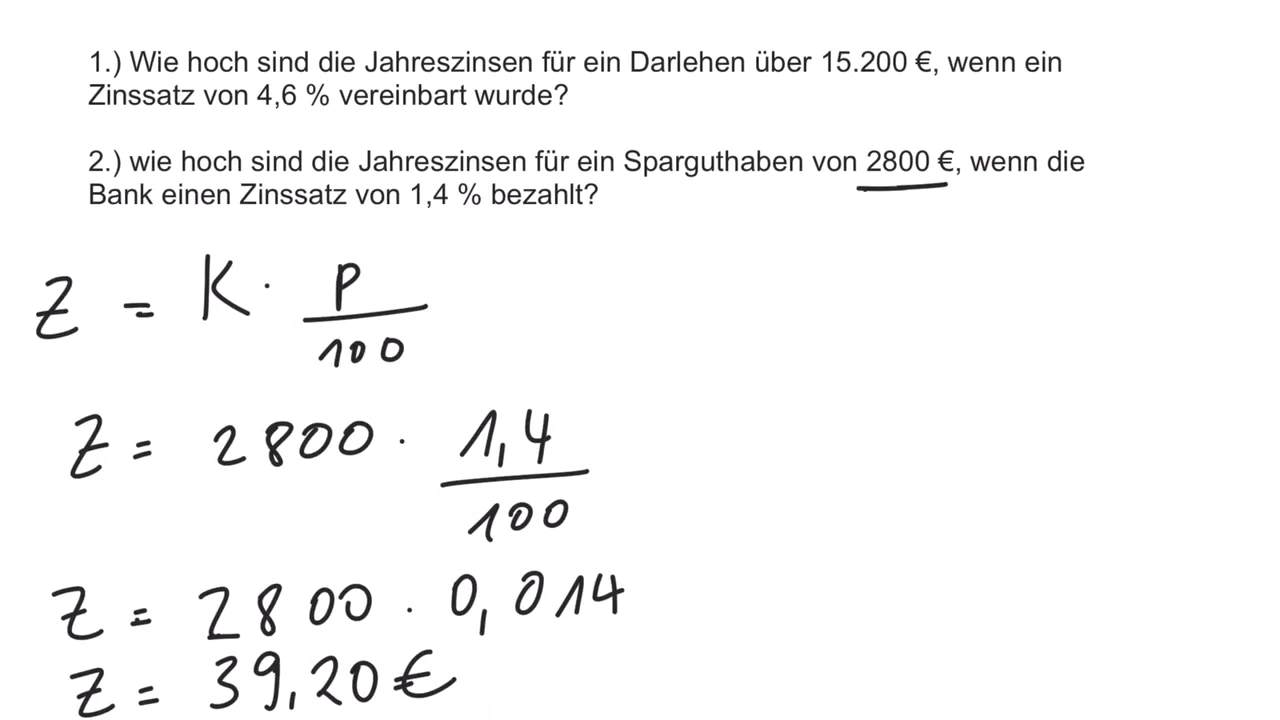 1.) Wie hoch sind die Jahreszinsen für ein Darlehen über 15.200 €, wenn ein
Zinssatz von 4,6 % vereinbart wurde?
2.) wie hoch sind die Jahreszinsen für ein Sparguthaben von 2800 €, wenn die
Bank einen Zinssatz von 1,4 % bezahlt?
Z = K · p
100
Z = 2800 · 1,4
100
Z = 2800 · 0,014
Z = 39,20 €